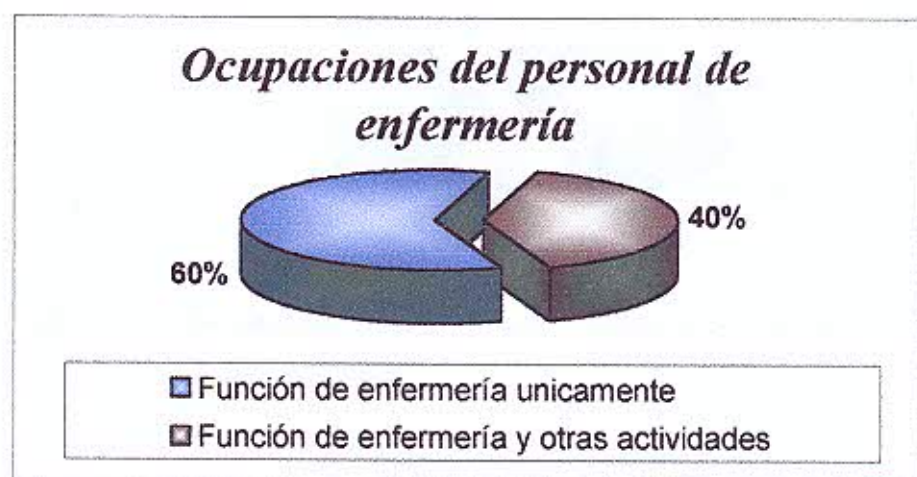 Ocupaciones del personal de
enfermería
40%
60%
Función de enfermería unicamente
Función de enfermería y otras actividades